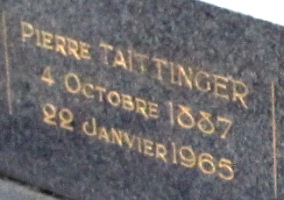 PIERRE TAITTINGER
4 OCTOBRE 1887
22 JANVIER 1965